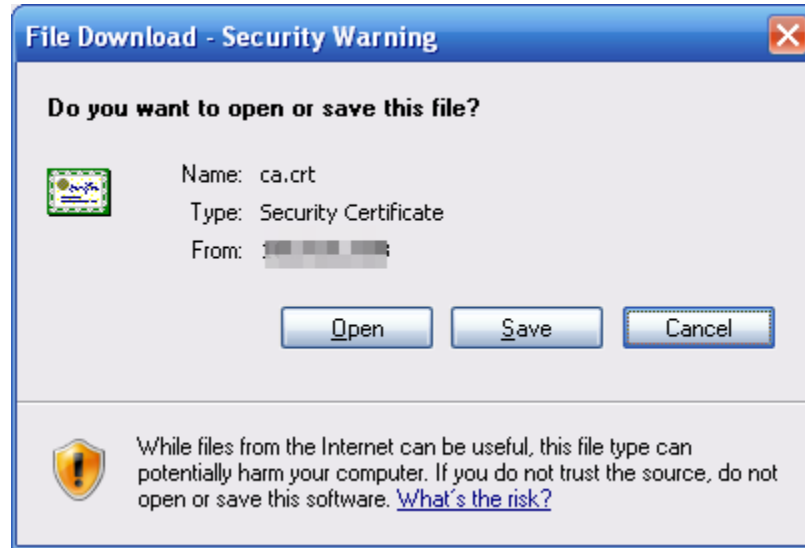 File Download - Security Warning
Do you want to open or save this file?
Name: ca.crt
Type: Security Certificate
From:
Open Save Cancel
While files from the Internet can be useful, this file type can
potentially harm your computer. If you do not trust the source, do not
open or save this software. What's the risk?